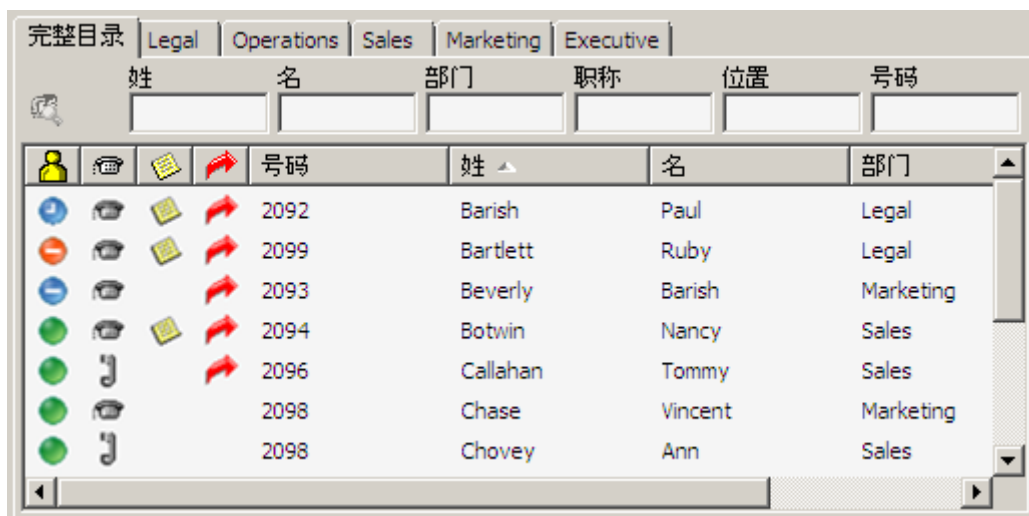 完整目录 Legal Operations Sales Marketing Executive
姓 名 部门 职称 位置 号码
号码 姓 名 部门
2092 Barish Paul Legal
2099 Bartlett Ruby Legal
2093 Beverly Barish Marketing
2094 Botwin Nancy Sales
2096 Callahan Tommy Sales
2098 Chase Vincent Marketing
2098 Chovey Ann Sales